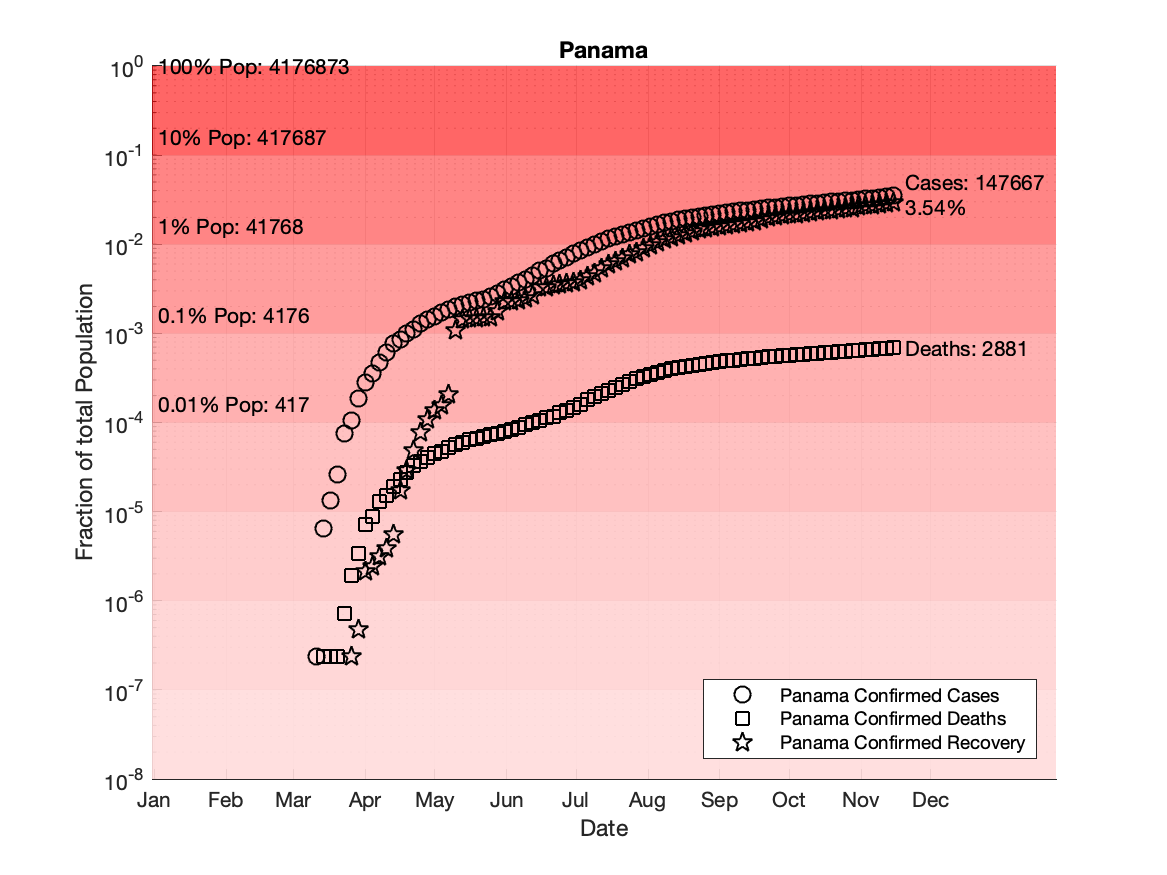 Panama
10^0
100% Pop: 4176873
10% Pop: 417687
10^-1
Cases: 147667
3.54%
1% Pop: 41768
10^-2
0.1% Pop: 4176
10^-3
Deaths: 2881
0.01% Pop: 417
10^-4
10^-5
10^-6
10^-7
10^-8
Fraction of total Population
Panama Confirmed Cases
Panama Confirmed Deaths
Panama Confirmed Recovery
Jan Feb Mar Apr May Jun Jul Aug Sep Oct Nov Dec
Date